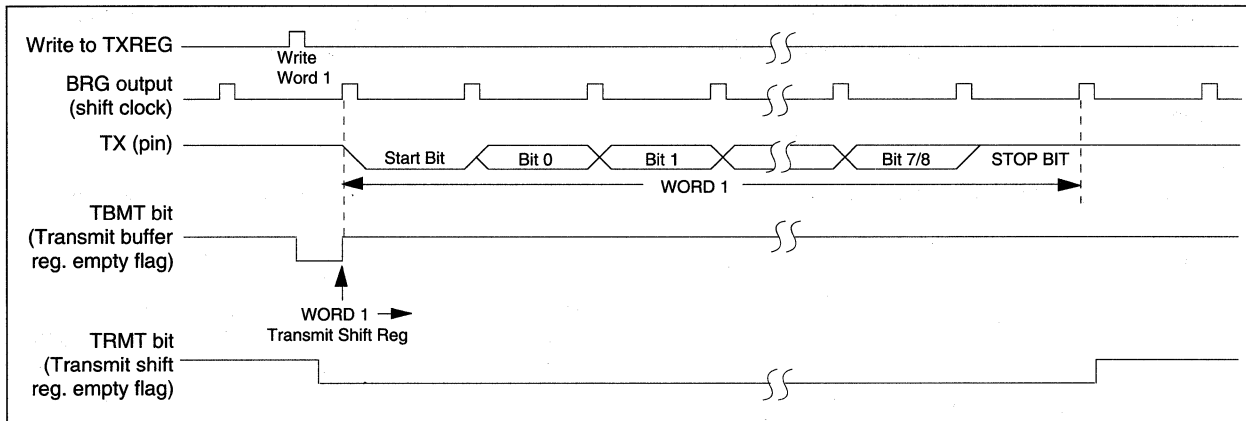 Write to TXREG
Write
Word 1
BRG output
(shift clock)
TX (pin)
Start Bit
Bit 0
Bit 1
Bit 7/8
STOP BIT
WORD 1
TBMT bit
(Transmit buffer
reg. empty flag)
WORD 1
Transmit Shift Reg
TRMT bit
(Transmit shift
reg. empty flag)